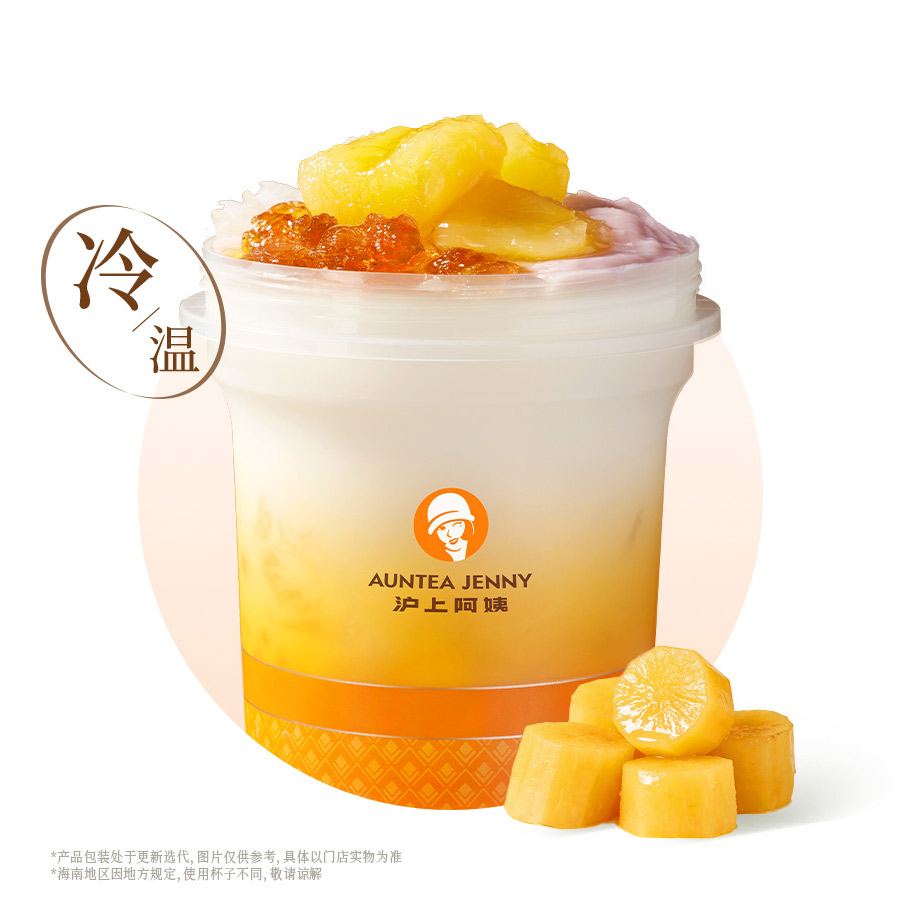 冷/温
AUNTEA JENNY
沪上阿姨
*产品包装处于更新迭代, 图片仅供参考, 具体以门店实物为准
*海南地区因地方规定, 使用杯子不同, 敬请谅解